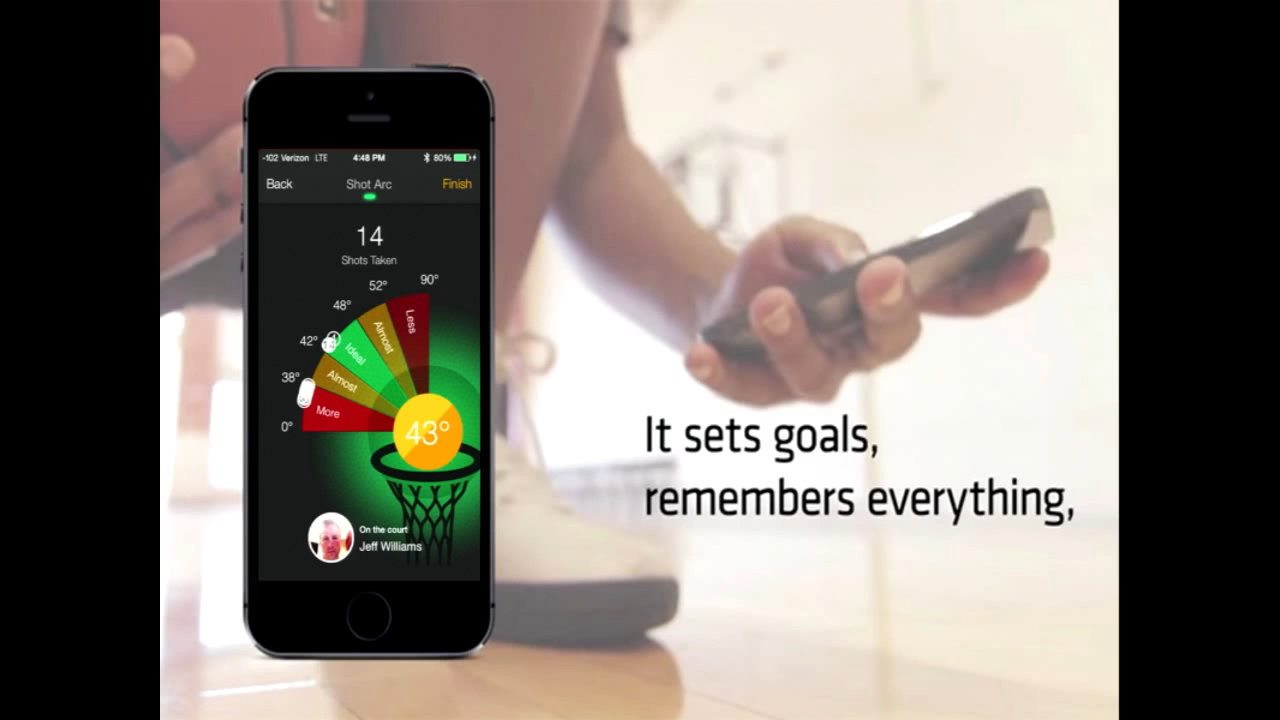 -102 Verizon LTE 4:48 PM 80%
Back Shot Arc Finish
14
Shots Taken
90°
52°
48°
42°
38°
0°
Less
Almost
Ideal
Almost
More
43°
On the court
Jeff Williams
It sets goals,
remembers everything,